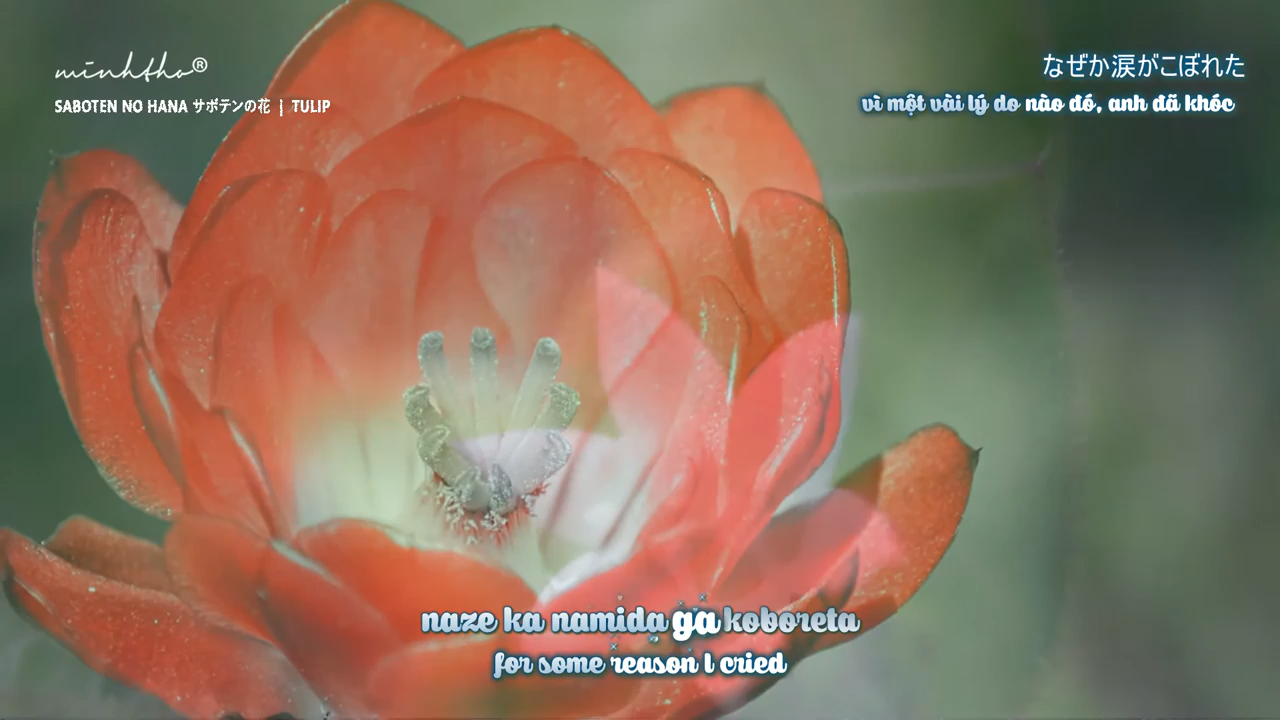 minhtho®
SABOTEN NO HANA サボテンの花 | TULIP
なぜか涙がこぼれた
vì một vài lý do nào đó, anh đã khóc
naze ka namida ga koboreta
for some reason I cried